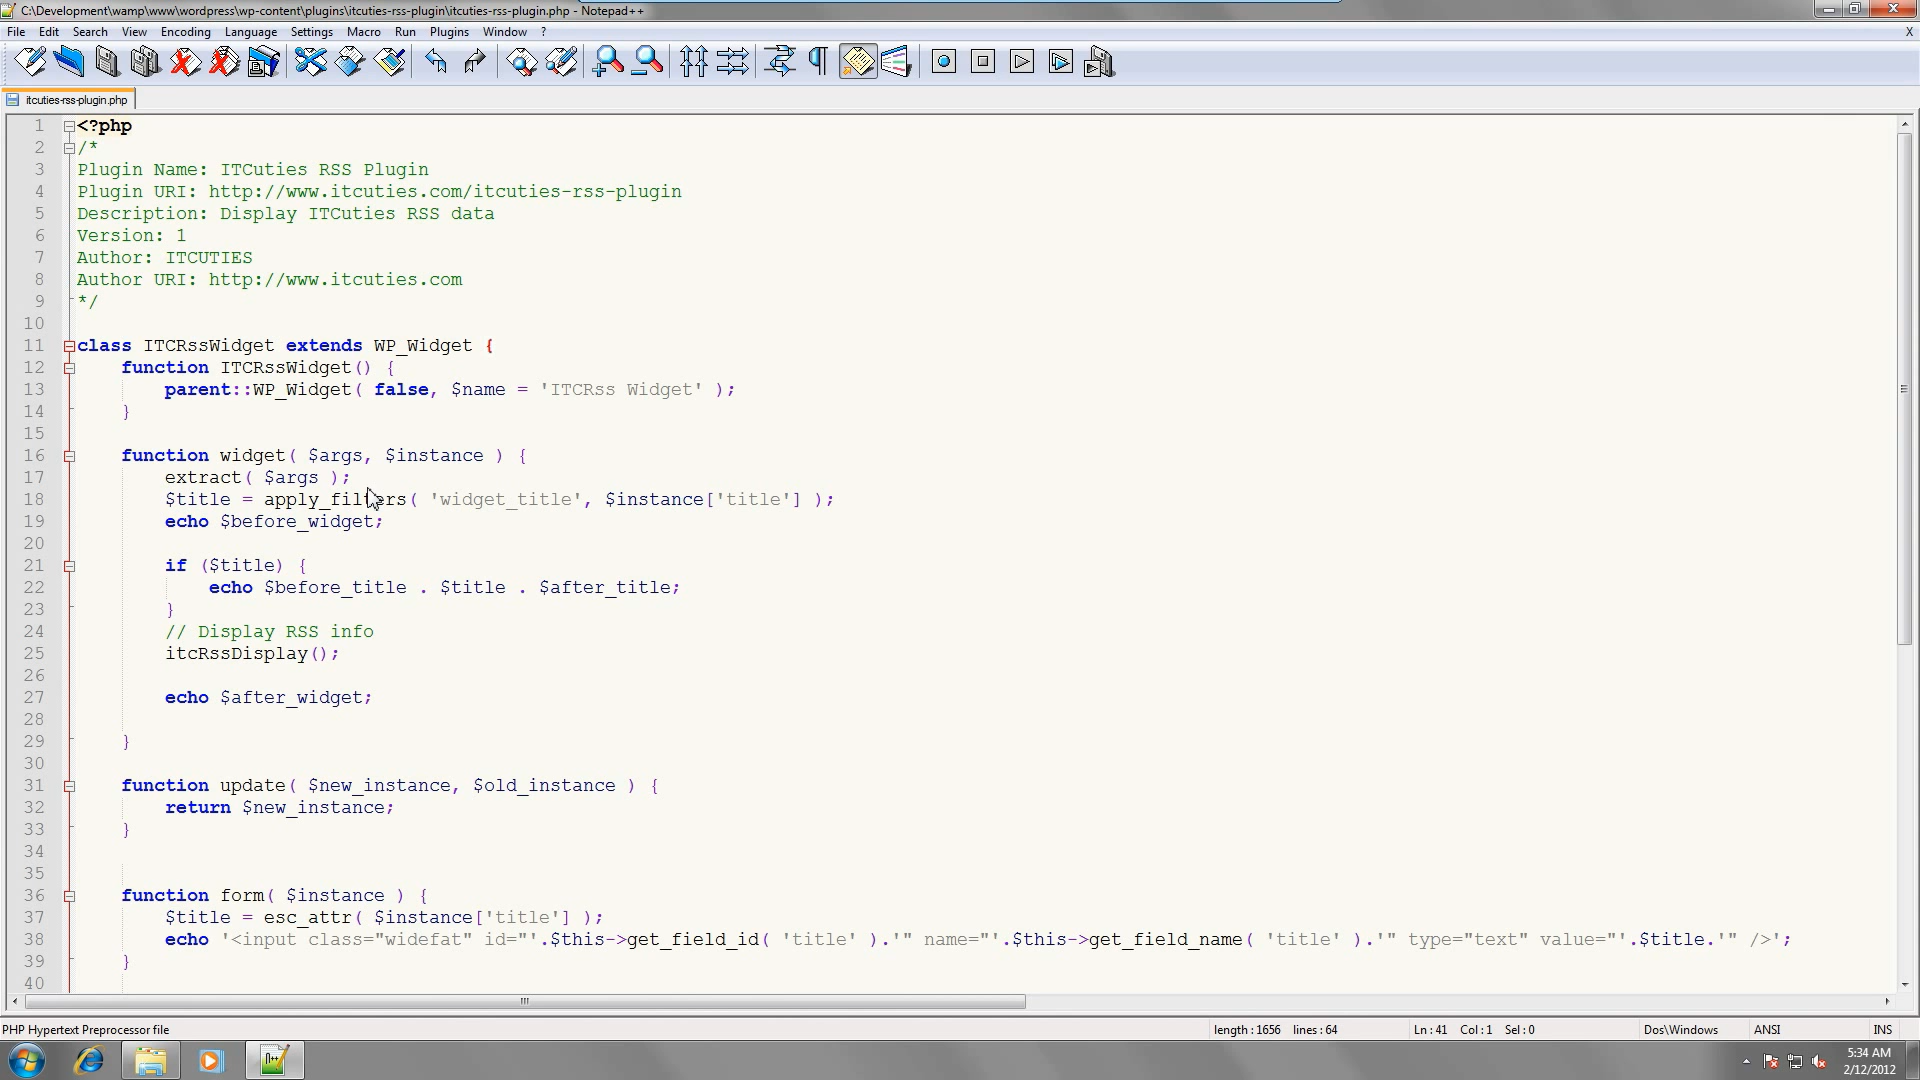 C:\Development\wamp\www\wordpress\wp-content\plugins\itcuties-rss-plugin\itcuties-rss-plugin.php - Notepad++
File Edit Search View Encoding Language Settings Macro Run Plugins Window ? X
itcuties-rss-plugin.php
1 <?php
2 /*
3 Plugin Name: ITCuties RSS Plugin
4 Plugin URI: http://www.itcuties.com/itcuties-rss-plugin
5 Description: Display ITCuties RSS data
6 Version: 1
7 Author: ITCUTIES
8 Author URI: http://www.itcuties.com
9 */
10
11 class ITCRssWidget extends WP_Widget {
12 function ITCRssWidget() {
13 parent::WP_Widget( false, $name = 'ITCRss Widget' );
14 }
15
16 function widget( $args, $instance ) {
17 extract( $args );
18 $title = apply_filters( 'widget_title', $instance['title'] );
19 echo $before_widget;
20
21 if ($title) {
22 echo $before_title . $title . $after_title;
23 }
24 // Display RSS info
25 itcRssDisplay();
26
27 echo $after_widget;
28
29 }
30
31 function update( $new_instance, $old_instance ) {
32 return $new_instance;
33 }
34
35
36 function form( $instance ) {
37 $title = esc_attr( $instance['title'] );
38 echo '<input class="widefat" id="'.$this->get_field_id( 'title' ).'" name="'.$this->get_field_name( 'title' ).'" type="text" value="'.$title.'" />';
39 }
40
PHP Hypertext Preprocessor file length : 1656 lines : 64 Ln : 41 Col : 1 Sel : 0 Dos\Windows ANSI INS
5:34 AM
2/12/2012